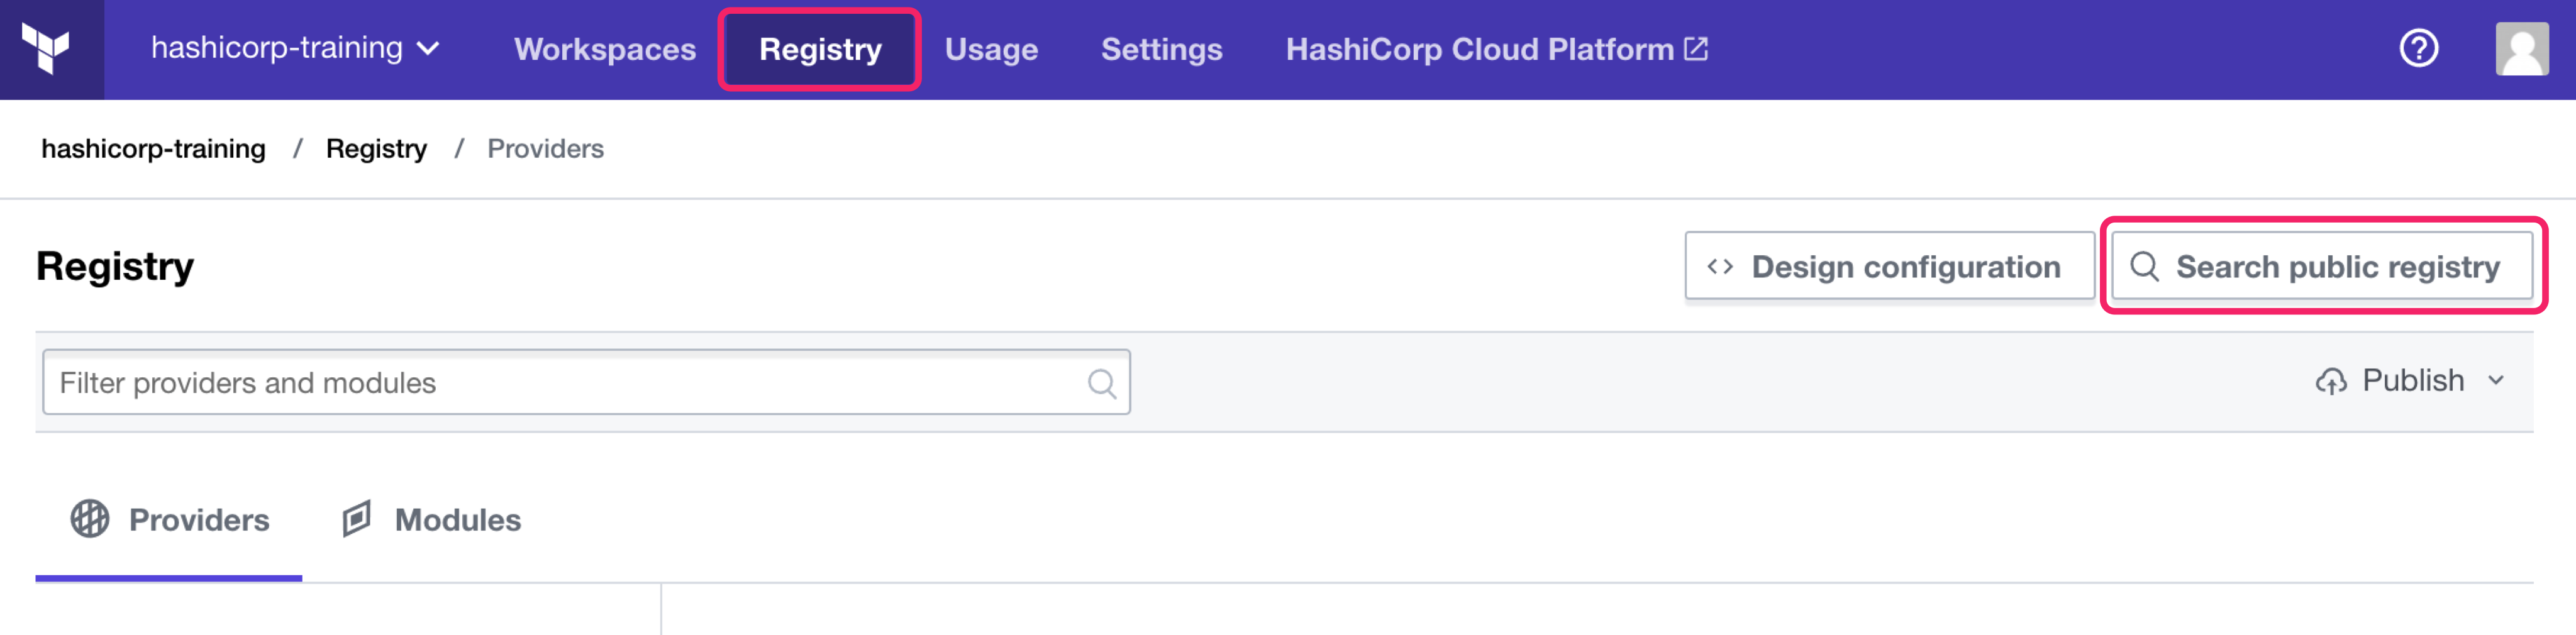 hashicorp-training Workspaces Registry Usage Settings HashiCorp Cloud Platform
hashicorp-training / Registry / Providers
Registry Design configuration Search public registry
Filter providers and modules Publish
Providers Modules